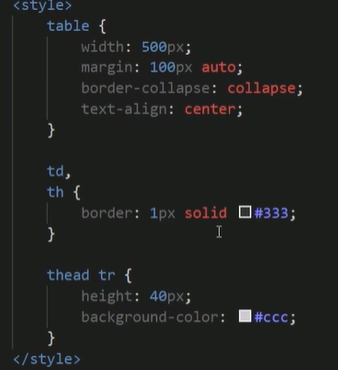 <style>
table {
width: 500px;
margin: 100px auto;
border-collapse: collapse;
text-align: center;
}
td,
th {
border: 1px solid #333;
}
thead tr {
height: 40px;
background-color: #ccc;
}
</style>